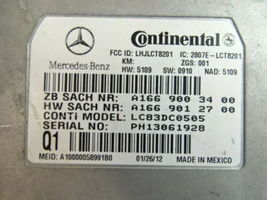 Continental
FCC ID: LHJLCT8201 IC: 2807E-LCT8201
Mercedes-Benz KM: ZGS: 001
HW: 5109 SW: 0910 NAD: 5109
ZB SACH NR: A166 900 34 00
HW SACH NR: A166 901 27 00
CONTI MODEL: LC83DC0505
SERIAL NO: PH13061928
Q1
MEID: A1000005899180 01/26/12 MADE IN MEXICO